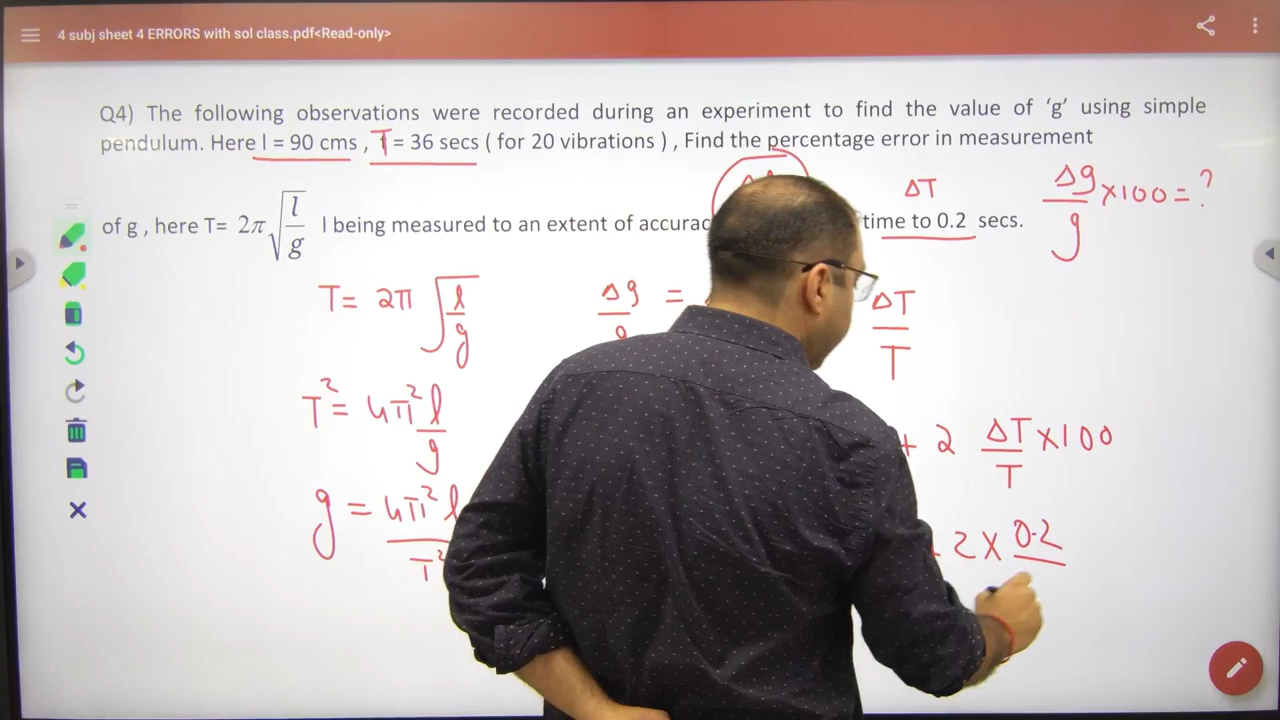 4 subj sheet 4 ERRORS with sol class.pdf<Read-only>
Q4) The following observations were recorded during an experiment to find the value of ‘g’ using simple
pendulum. Here l = 90 cms , T = 36 secs ( for 20 vibrations ) , Find the percentage error in measurement
of g , here T= 2π √(l/g) l being measured to an extent of time to 0.2 secs.
ΔT
Δg/g ×100 = ?
T = 2π √(l/g)
Δg = ΔT/T
T² = 4π² l/g
+ 2 ΔT/T ×100
g = 4π² l/T²
2 × 0.2